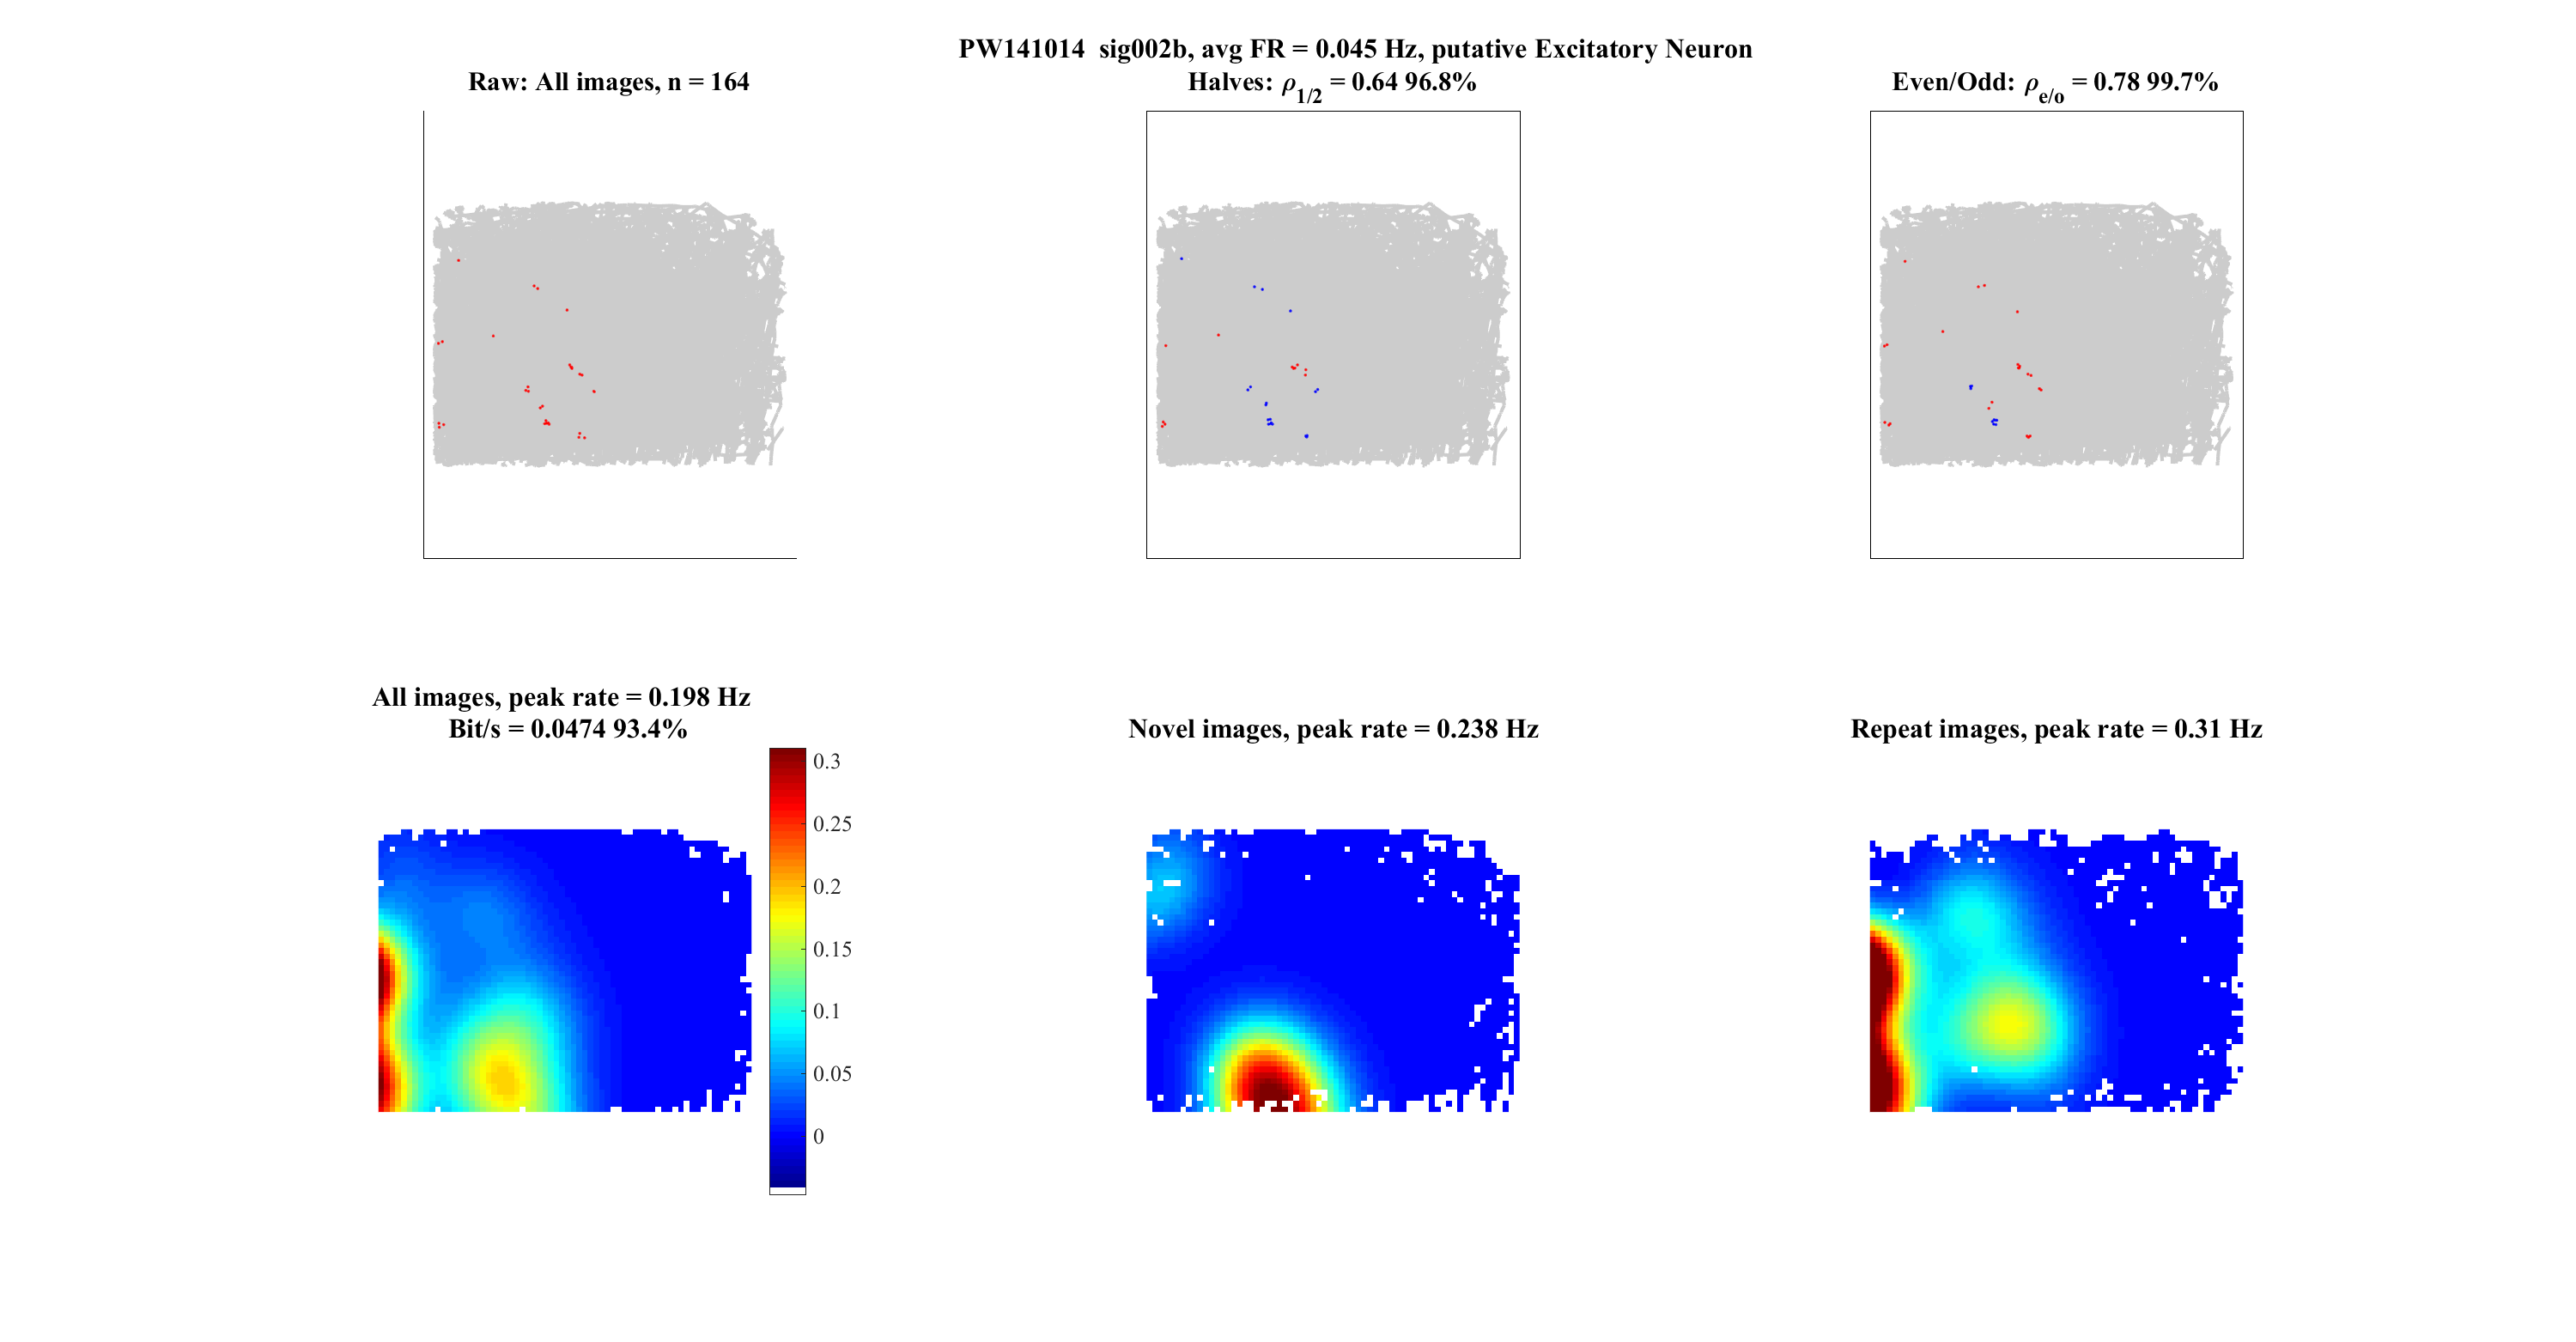 PW141014 sig002b, avg FR = 0.045 Hz, putative Excitatory Neuron
Raw: All images, n = 164
Halves: ρ1/2 = 0.64 96.8%
Even/Odd: ρe/o = 0.78 99.7%
All images, peak rate = 0.198 Hz
Bit/s = 0.0474 93.4%
Novel images, peak rate = 0.238 Hz
Repeat images, peak rate = 0.31 Hz
0.3
0.25
0.2
0.15
0.1
0.05
0